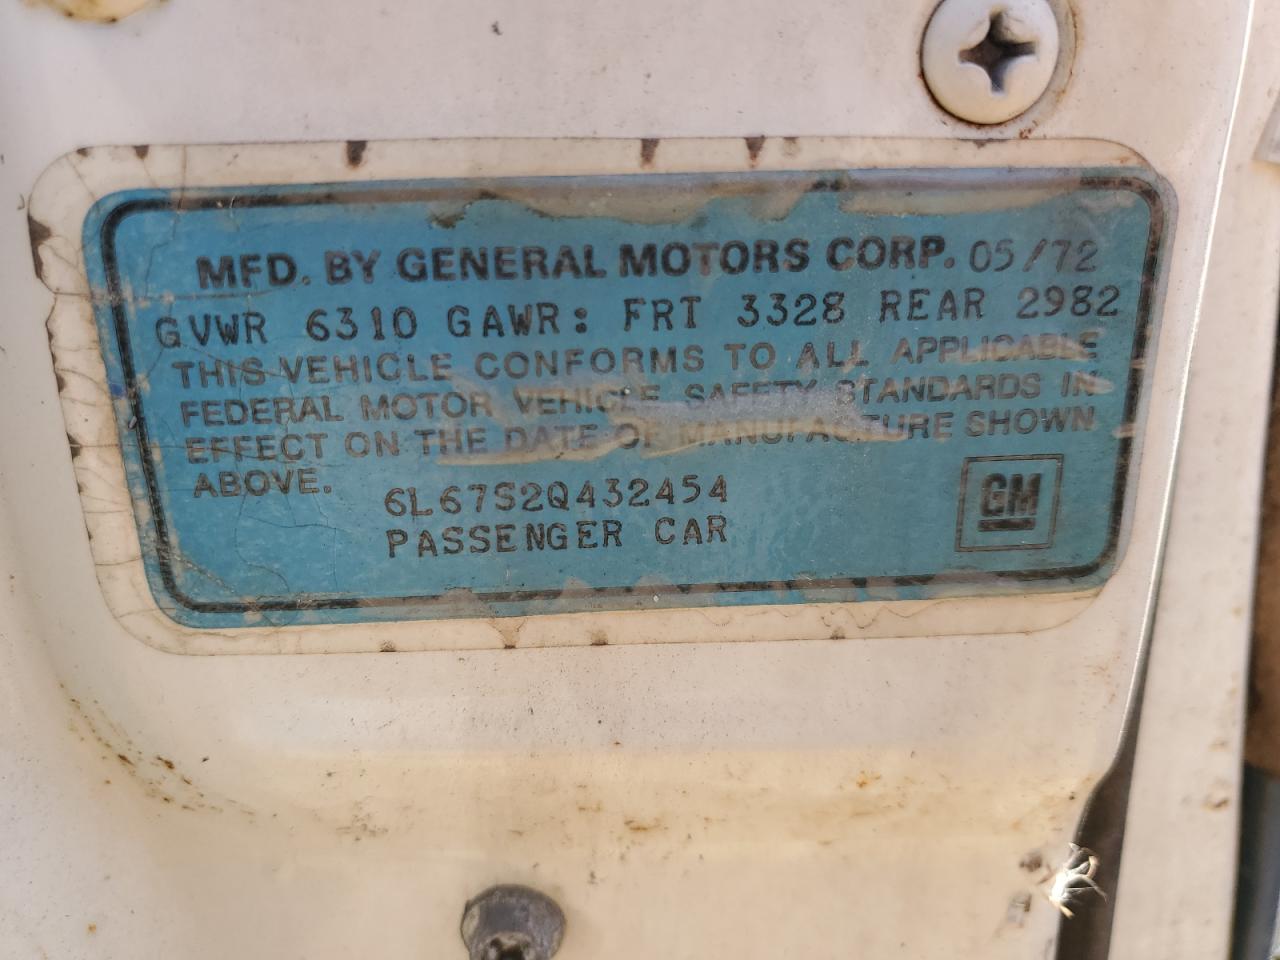 MFD. BY GENERAL MOTORS CORP. 05/72
GVWR 6310 GAWR: FRT 3328 REAR 2982
THIS VEHICLE CONFORMS TO ALL APPLICABLE
FEDERAL MOTOR VEHICLE SAFETY STANDARDS IN
EFFECT ON THE DATE OF MANUFACTURE SHOWN
ABOVE.
6L67S2Q432454
PASSENGER CAR
GM